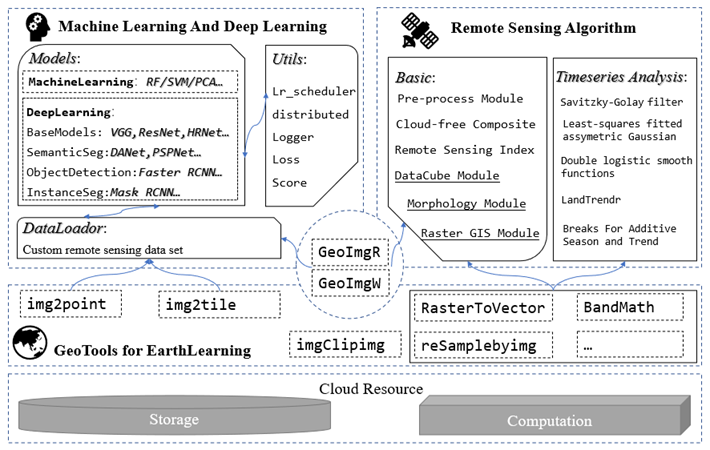 Machine Learning And Deep Learning
Models:
MachineLearning: RF/SVM/PCA…
DeepLearning:
BaseModels: VGG,ResNet,HRNet…
SemanticSeg:DANet,PSPNet…
ObjectDetection:Faster RCNN…
InstanceSeg:Mask RCNN…
Utils:
Lr_scheduler
distributed
Logger
Loss
Score
DataLoador:
Custom remote sensing data set
Remote Sensing Algorithm
Basic:
Pre-process Module
Cloud-free Composite
Remote Sensing Index
DataCube Module
Morphology Module
Raster GIS Module
Timeseries Analysis:
Savitzky-Golay filter
Least-squares fitted
assymetric Gaussian
Double logistic smooth
functions
LandTrendr
Breaks For Additive
Season and Trend
GeoImgR
GeoImgW
img2point
img2tile
GeoTools for EarthLearning
imgClipimg
RasterToVector
BandMath
reSamplebyimg
…
Cloud Resource
Storage
Computation